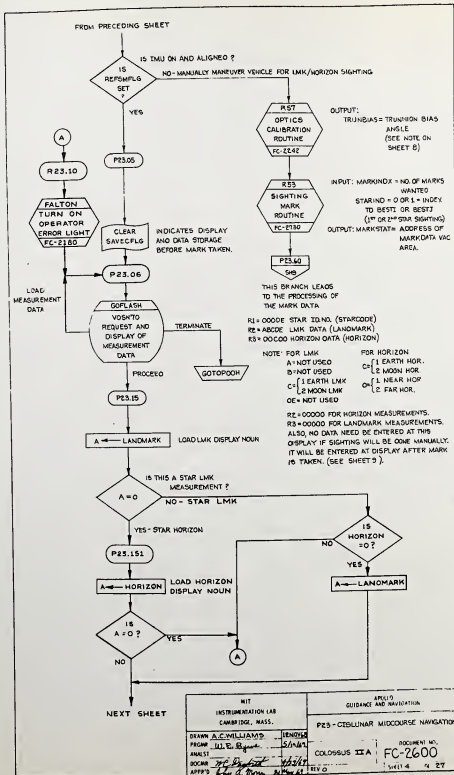 FROM PRECEDING SHEET
IS IMU ON AND ALIGNED ?
NO - MANUALLY MANEUVER VEHICLE FOR LMK/HORIZON SIGHTING
IS
REFSMFLG
SET
?
YES
A
R23.10
P23.05
FALTON
TURN ON
OPERATOR
ERROR LIGHT
FC-2180
CLEAR
SAVECFLG
INDICATES DISPLAY
AND DATA STORAGE
BEFORE MARK TAKEN.
P23.06
LOAD
MEASUREMENT
DATA
GOFLASH
REQUEST AND
DISPLAY OF
MEASUREMENT
DATA
TERMINATE
GOTOPOOH
PROCEED
P23.15
A ← LANDMARK
LOAD LMK DISPLAY NOUN
IS THIS A STAR LMK
MEASUREMENT ?
A=0
NO - STAR LMK
YES - STAR HORIZON
P23.151
A ← HORIZON
LOAD HORIZON
DISPLAY NOUN
IS
A=0 ?
YES
NO
A
NEXT SHEET
IS
HORIZON
=0 ?
NO
YES
A ← LANDMARK
R57
OPTICS
CALIBRATION
ROUTINE
FC-2242
OUTPUT:
TRUNBIAS = TRUNNION BIAS
ANGLE
(SEE NOTE ON
SHEET 8)
R53
SIGHTING
MARK
ROUTINE
INPUT: MARKINDX = NO. OF MARKS
WANTED
STARIND = 0 OR 1 = INDEX
TO BESTI OR BESTJ
(1ST OR 2ND STAR SIGHTING)
OUTPUT: MARKSTAT = ADDRESS OF
MARKDATA VAC
AREA.
P23.60
SH8
THIS BRANCH LEADS
TO THE PROCESSING OF
THE MARK DATA
R1 = 000DE STAR ID. NO. (STARCODE)
R2 = ABCDE LMK DATA (LANDMARK)
R3 = 00CD0 HORIZON DATA (HORIZON)
NOTE: FOR LMK FOR HORIZON
A = NOT USED C = { 1 EARTH HOR.
B = NOT USED 2 MOON HOR.
C = { 1 EARTH LMK D = { 1 NEAR HOR
2 MOON LMK 2 FAR HOR.
DE = NOT USED
R2 = 00000 FOR HORIZON MEASUREMENTS.
R3 = 00000 FOR LANDMARK MEASUREMENTS.
ALSO, NO DATA NEED BE ENTERED AT THIS
DISPLAY IF SIGHTING WILL BE DONE MANUALLY.
IT WILL BE ENTERED AT DISPLAY AFTER MARK
IS TAKEN. (SEE SHEET 9).
MIT
INSTRUMENTATION LAB
CAMBRIDGE, MASS.
APOLLO
GUIDANCE AND NAVIGATION
DRAWN A.C. WILLIAMS
PRGMR
ANALST
DOCMR
APPR'D
P23 - CISLUNAR MIDCOURSE NAVIGATION
COLOSSUS IIA
DOCUMENT NO.
FC-2600
REV 0
SHEET 4 27